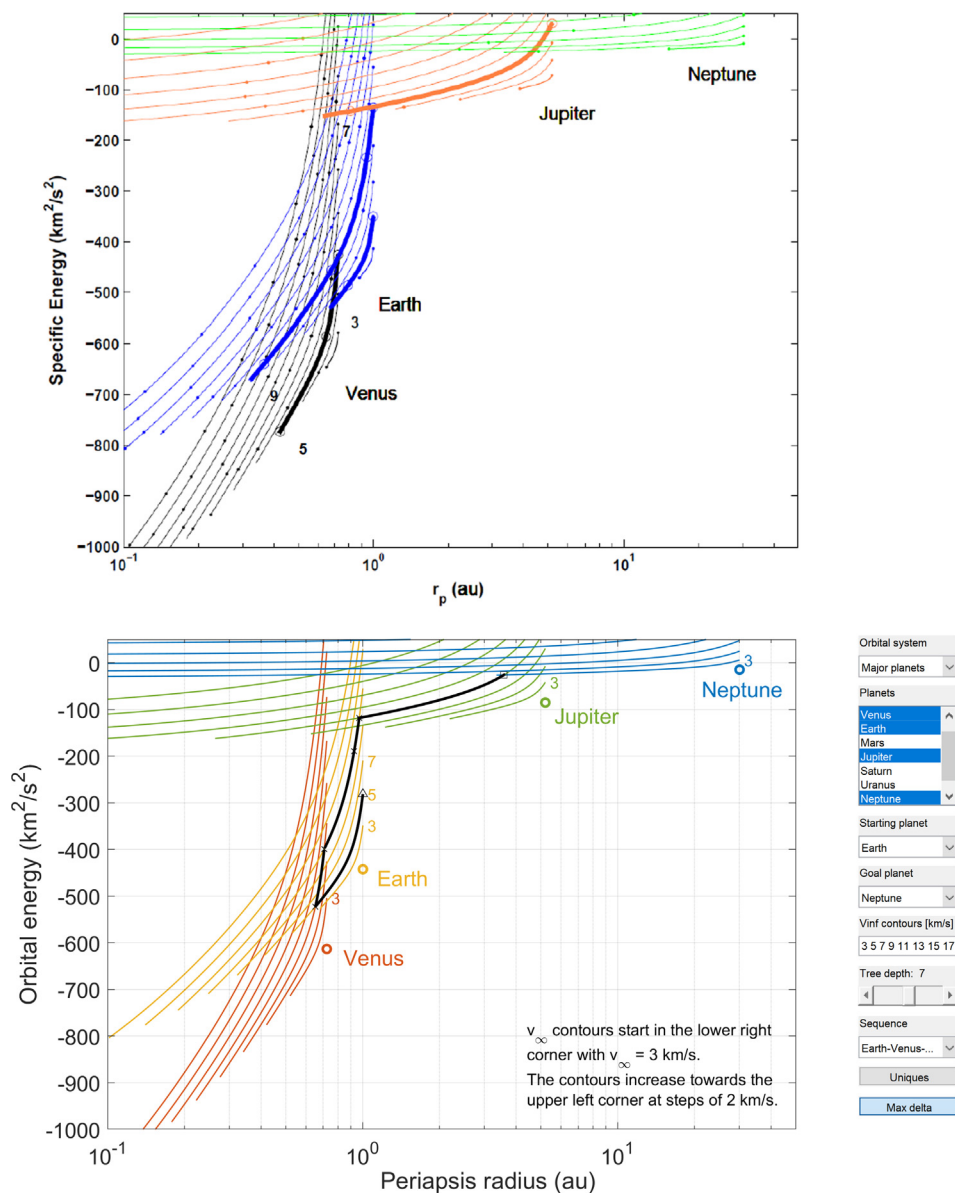 Specific Energy (km²/s²)
0
−100
−200
−300
−400
−500
−600
−700
−800
−900
−1000
Neptune
Jupiter
7
Earth
3
Venus
9
5
10⁻¹
10⁰
10¹
r_p (au)
Orbital energy (km²/s²)
0
-100
-200
-300
-400
-500
-600
-700
-800
-900
-1000
3
Neptune
3
Jupiter
7
5
3
Earth
3
Venus
v_∞ contours start in the lower right
corner with v_∞ = 3 km/s.
The contours increase towards the
upper left corner at steps of 2 km/s.
10⁻¹
10⁰
10¹
Periapsis radius (au)
Orbital system
Major planets
Planets
Venus
Earth
Mars
Jupiter
Saturn
Uranus
Neptune
Starting planet
Earth
Goal planet
Neptune
Vinf contours [km/s]
3 5 7 9 11 13 15 17
Tree depth: 7
Sequence
Earth-Venus-...
Uniques
Max delta